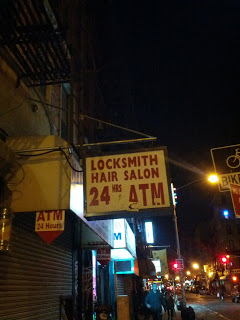 LOCKSMITH
HAIR SALON
24 HRS ATM
ATM
24 Hours
M
BIKE